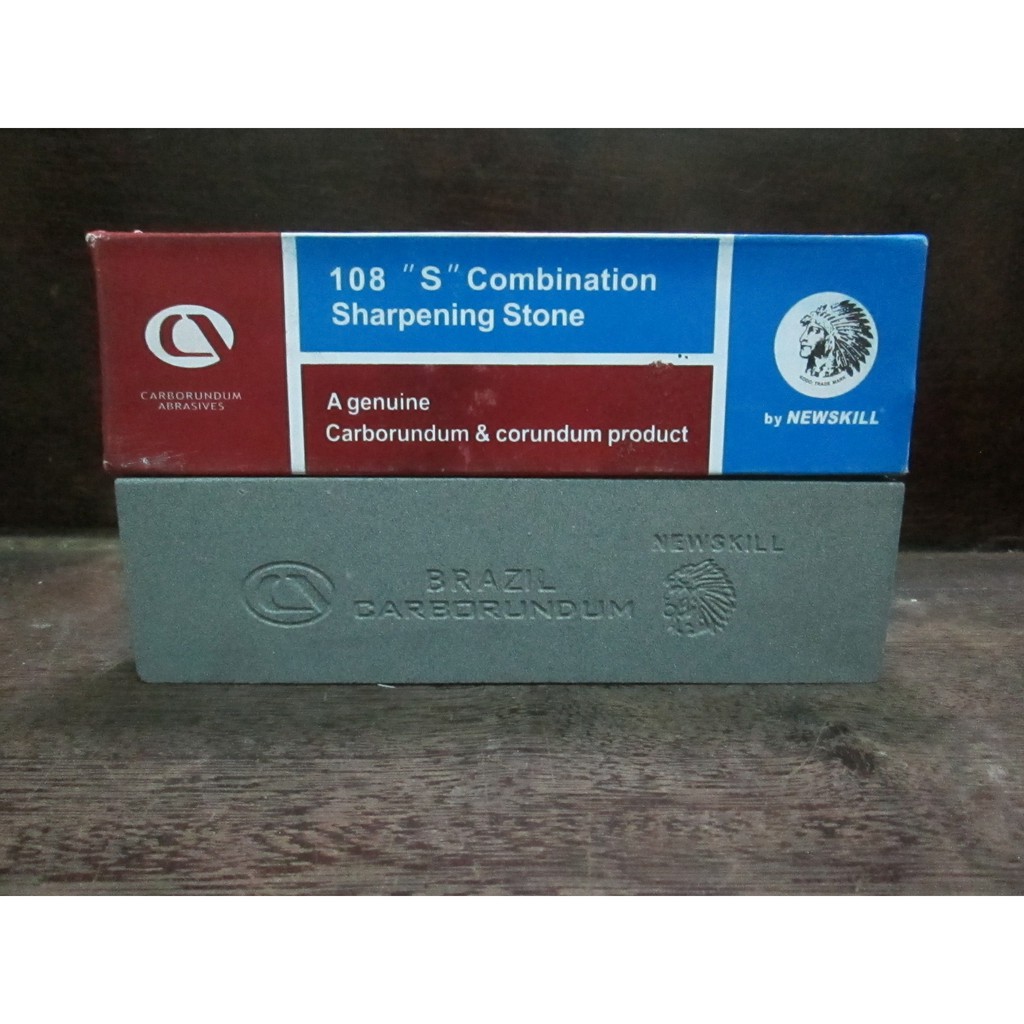 108 "S" Combination
Sharpening Stone
CARBORUNDUM
ABRASIVES
A genuine
Carborundum & corundum product
by NEWSKILL
NEWSKILL
BRAZIL
CARBORUNDUM